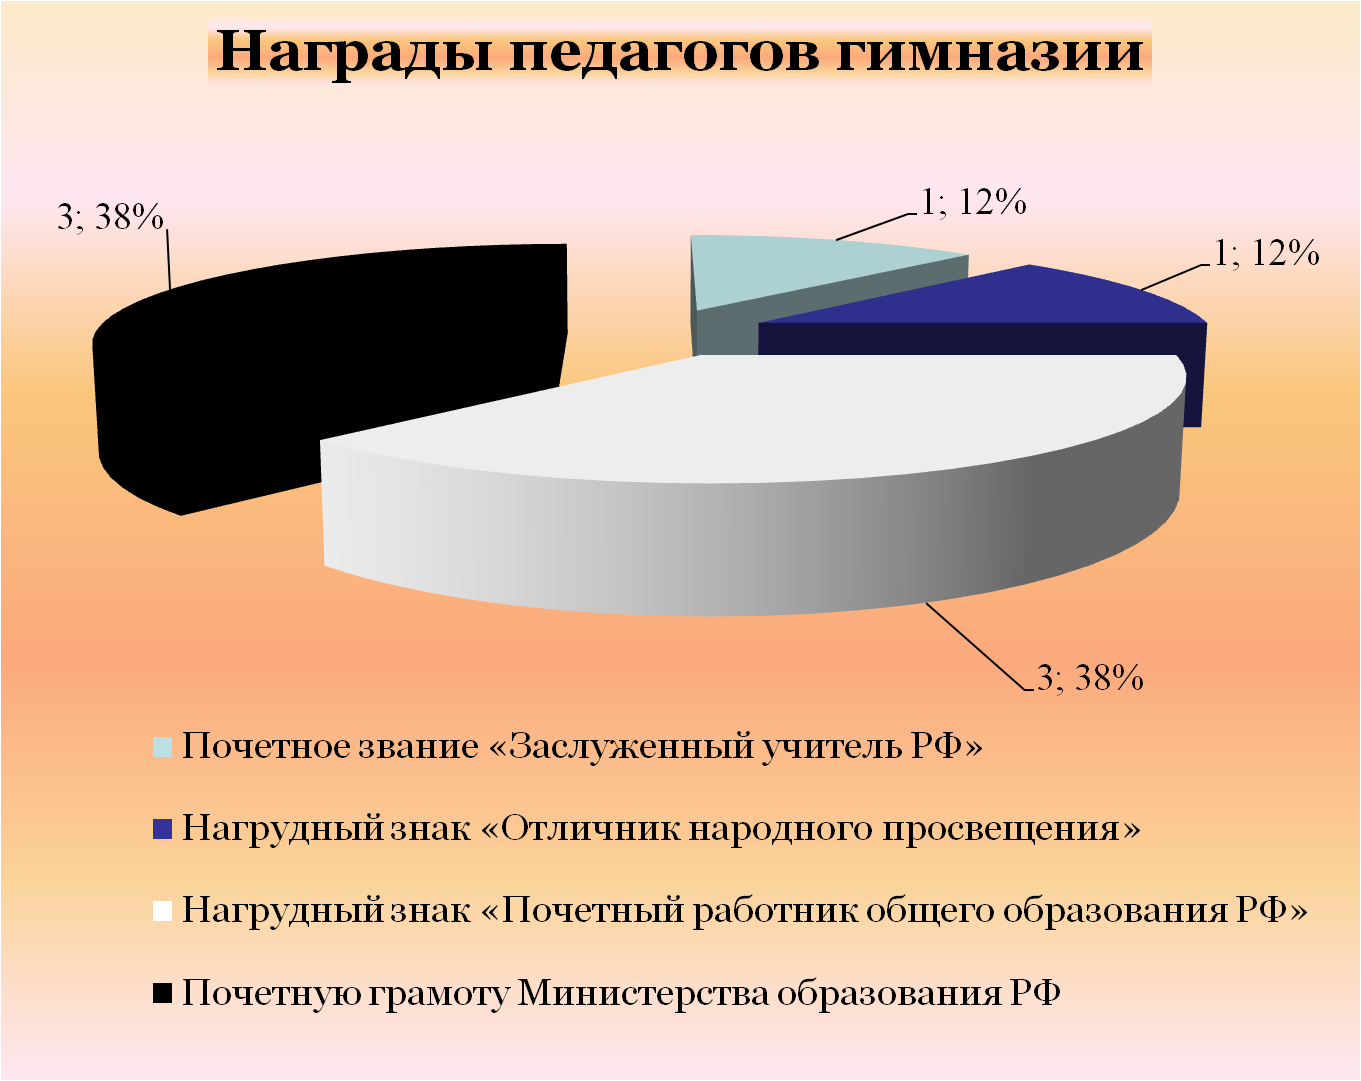 Награды педагогов гимназии
3; 38%
1; 12%
1; 12%
3; 38%
Почетное звание «Заслуженный учитель РФ»
Нагрудный знак «Отличник народного просвещения»
Нагрудный знак «Почетный работник общего образования РФ»
Почетную грамоту Министерства образования РФ